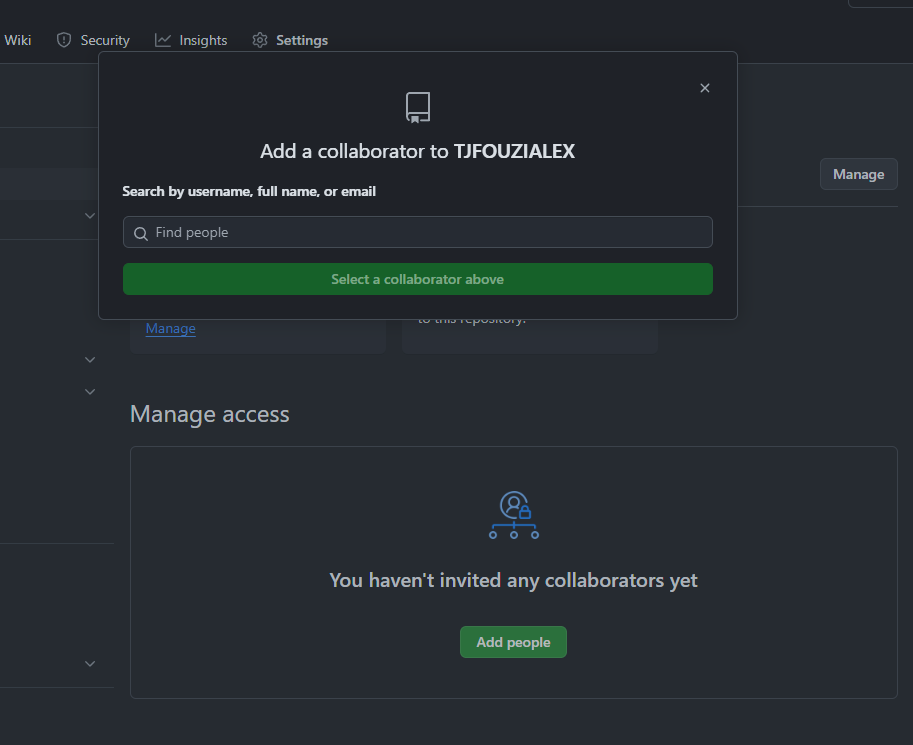 Wiki
Security
Insights
Settings
Add a collaborator to TJFOUZIALEX
Search by username, full name, or email
Manage
Find people
Select a collaborator above
to this repository.
Manage
Manage access
You haven't invited any collaborators yet
Add people